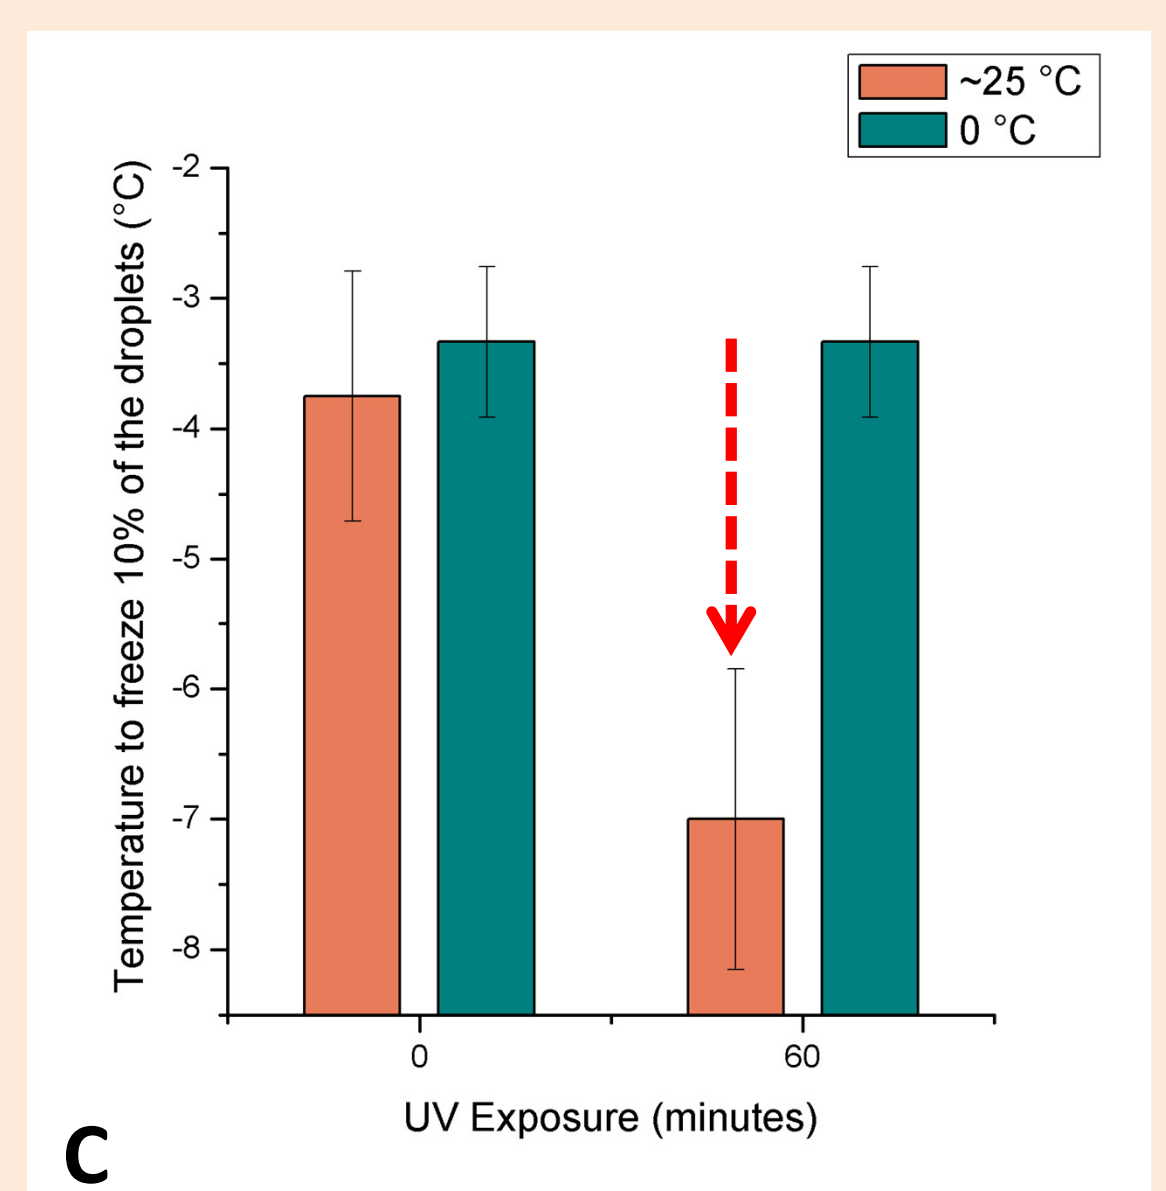 ~25 °C
0 °C
Temperature to freeze 10% of the droplets (°C)
-2
-3
-4
-5
-6
-7
-8
0
60
UV Exposure (minutes)
C